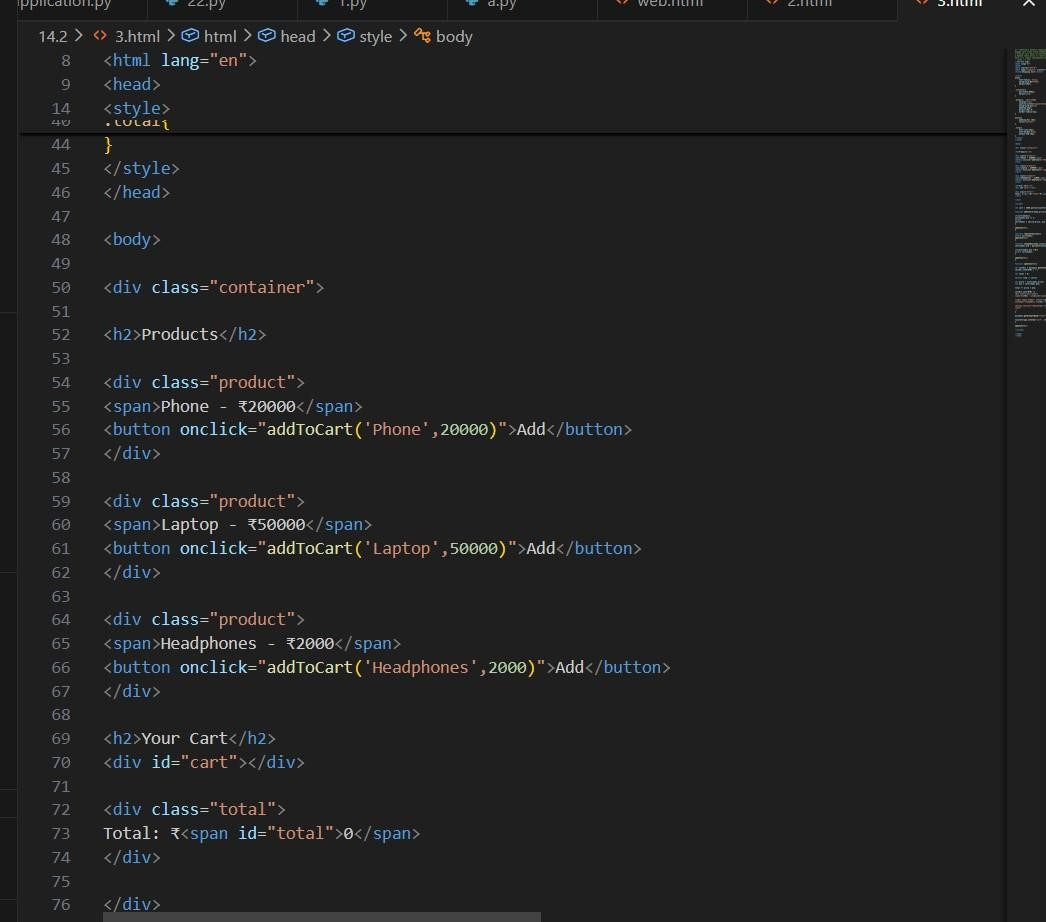 pplication.py 22.py 1.py a.py web.html 2.html 3.html
14.2 > 3.html > html > head > style > body
8 <html lang="en">
9 <head>
14 <style>
40 .total{
44 }
45 </style>
46 </head>
47
48 <body>
49
50 <div class="container">
51
52 <h2>Products</h2>
53
54 <div class="product">
55 <span>Phone - ₹20000</span>
56 <button onclick="addToCart('Phone',20000)">Add</button>
57 </div>
58
59 <div class="product">
60 <span>Laptop - ₹50000</span>
61 <button onclick="addToCart('Laptop',50000)">Add</button>
62 </div>
63
64 <div class="product">
65 <span>Headphones - ₹2000</span>
66 <button onclick="addToCart('Headphones',2000)">Add</button>
67 </div>
68
69 <h2>Your Cart</h2>
70 <div id="cart"></div>
71
72 <div class="total">
73 Total: ₹<span id="total">0</span>
74 </div>
75
76 </div>